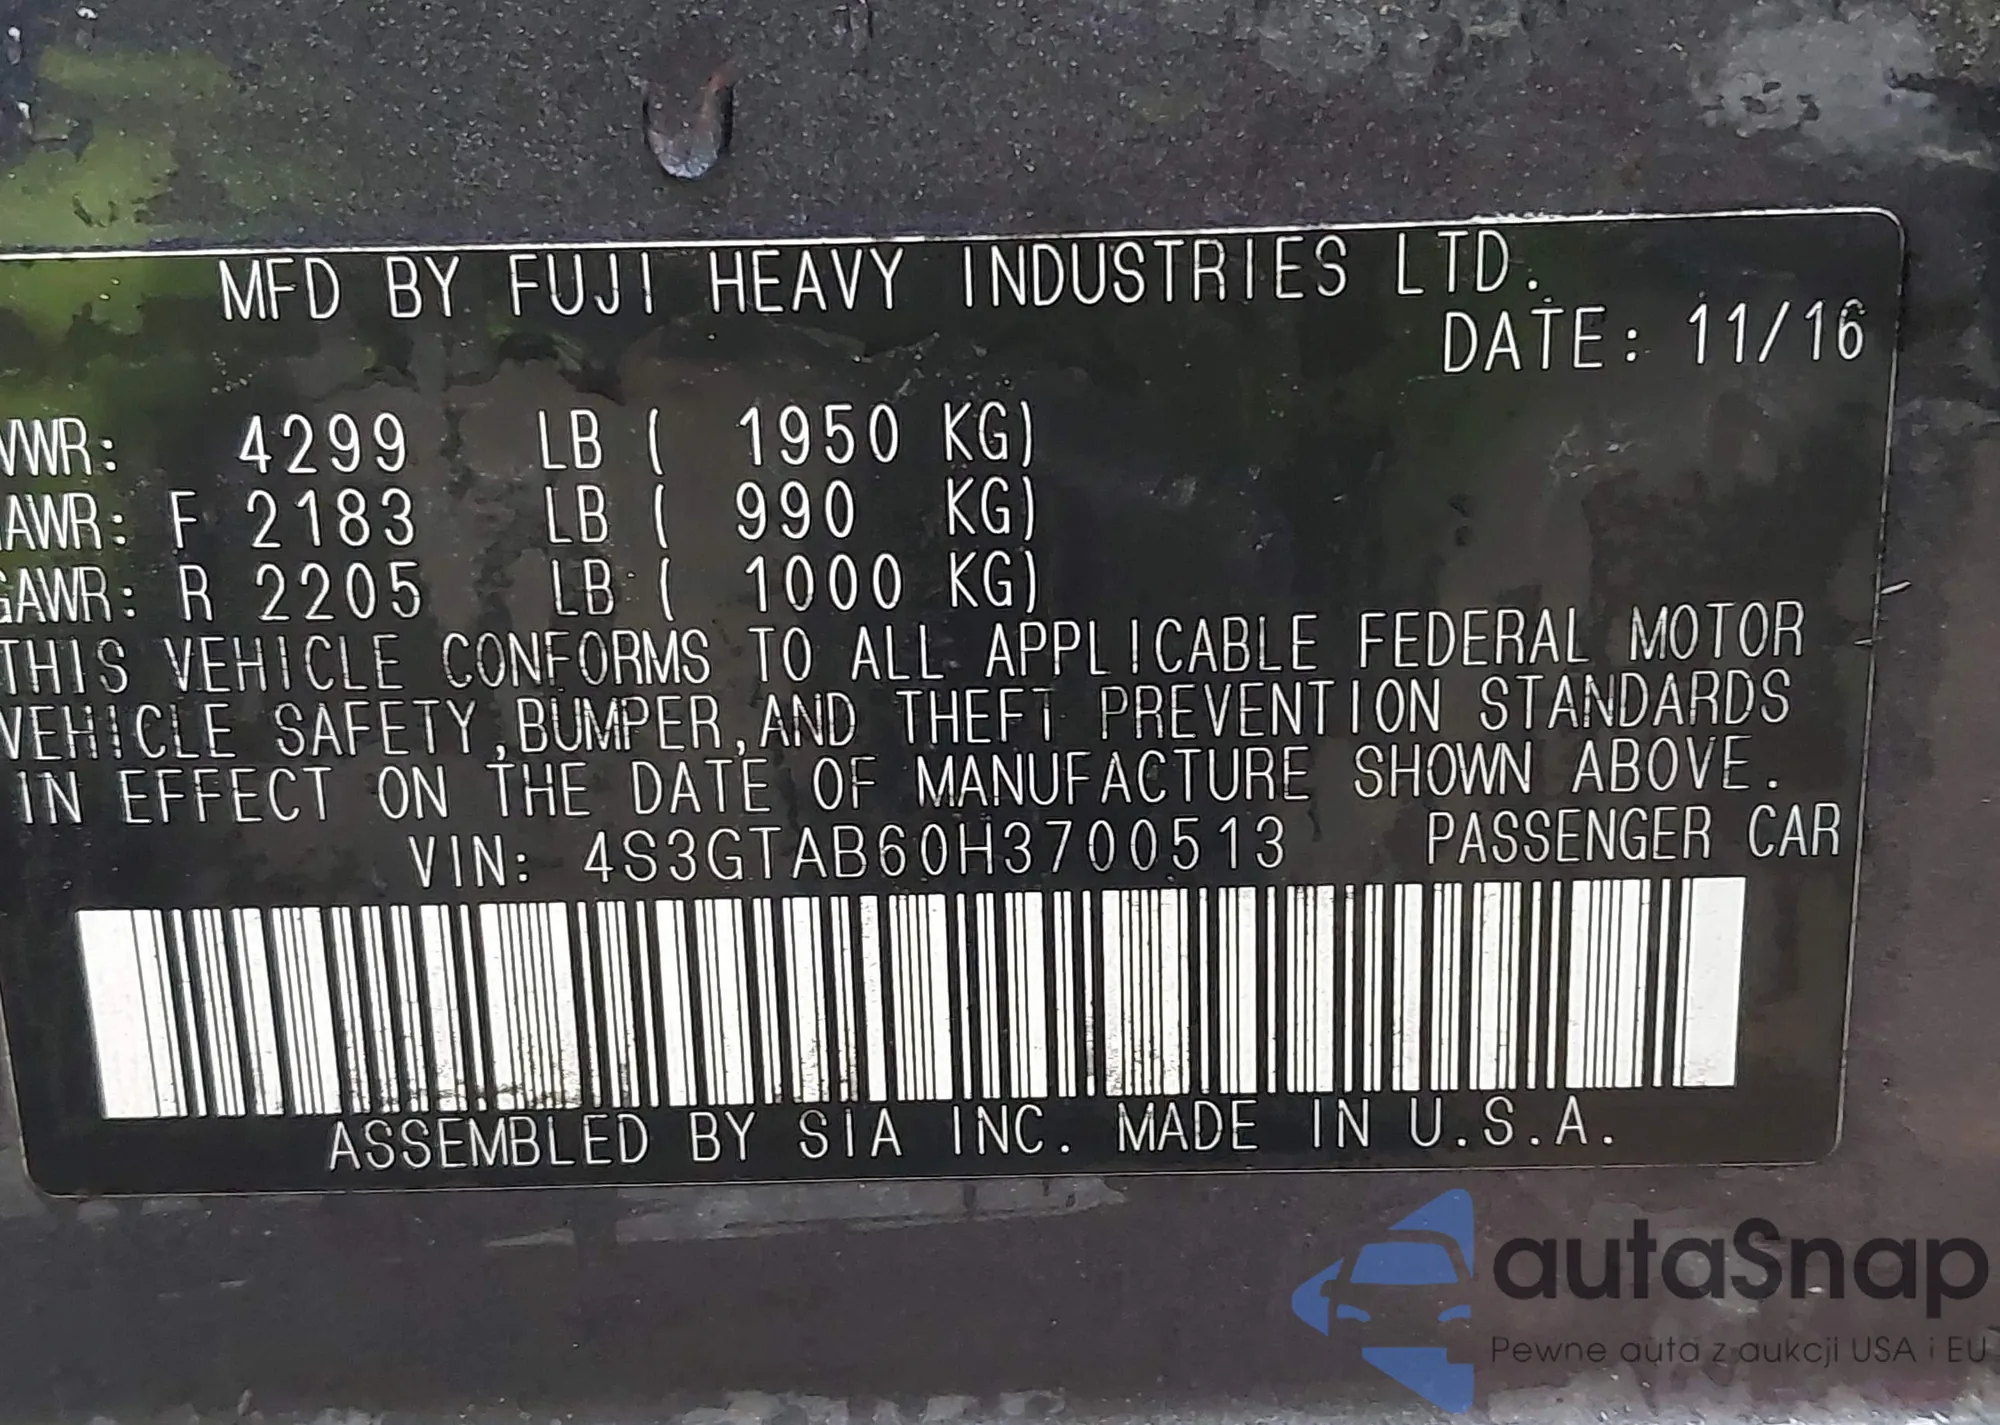 MFD BY FUJI HEAVY INDUSTRIES LTD.
DATE: 11/16
VWR: 4299 LB ( 1950 KG)
AWR: F 2183 LB ( 990 KG)
GAWR: R 2205 LB ( 1000 KG)
THIS VEHICLE CONFORMS TO ALL APPLICABLE FEDERAL MOTOR
VEHICLE SAFETY,BUMPER,AND THEFT PREVENTION STANDARDS
IN EFFECT ON THE DATE OF MANUFACTURE SHOWN ABOVE.
VIN: 4S3GTAB60H3700513 PASSENGER CAR
ASSEMBLED BY SIA INC. MADE IN U.S.A.
autaSnap
Pewne auta z aukcji USA i EU